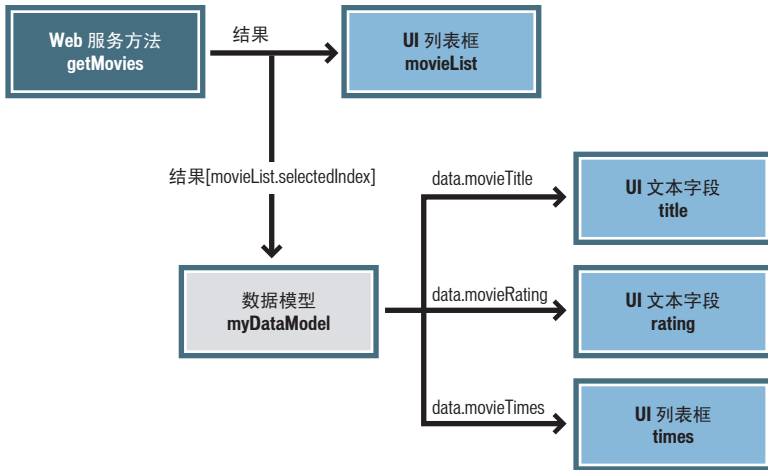 Web 服务方法
getMovies
结果
UI 列表框
movieList
结果[movieList.selectedIndex]
数据模型
myDataModel
data.movieTitle
UI 文本字段
title
data.movieRating
UI 文本字段
rating
data.movieTimes
UI 列表框
times